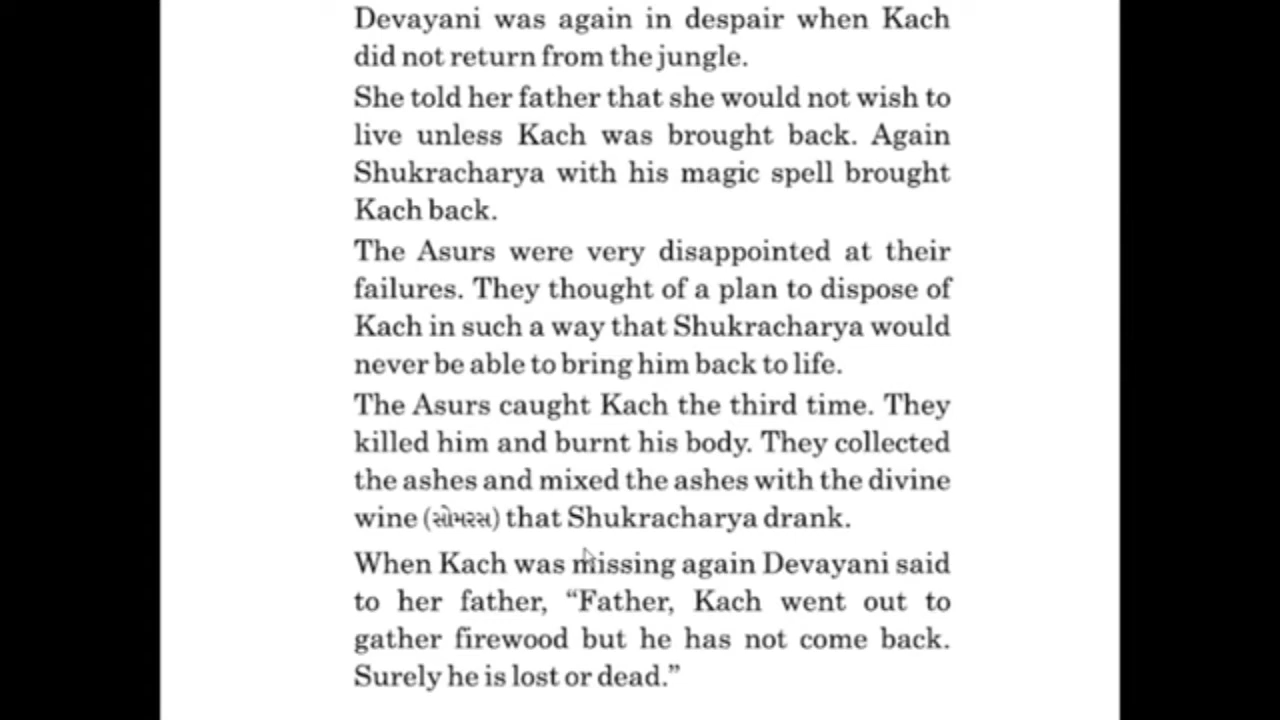 Devayani was again in despair when Kach
did not return from the jungle.
She told her father that she would not wish to
live unless Kach was brought back. Again
Shukracharya with his magic spell brought
Kach back.
The Asurs were very disappointed at their
failures. They thought of a plan to dispose of
Kach in such a way that Shukracharya would
never be able to bring him back to life.
The Asurs caught Kach the third time. They
killed him and burnt his body. They collected
the ashes and mixed the ashes with the divine
wine (સોમરસ) that Shukracharya drank.
When Kach was missing again Devayani said
to her father, “Father, Kach went out to
gather firewood but he has not come back.
Surely he is lost or dead.”